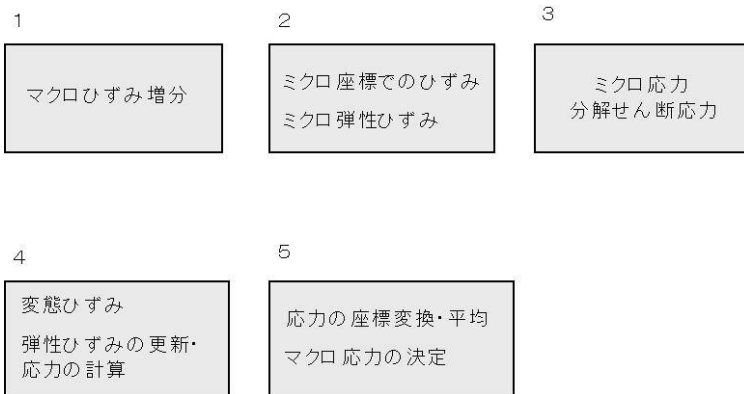 1
マクロひずみ増分
2
ミクロ座標でのひずみ
ミクロ弾性ひずみ
3
ミクロ応力
分解せん断応力
4
変態ひずみ
弾性ひずみの更新・
応力の計算
5
応力の座標変換・平均
マクロ応力の決定